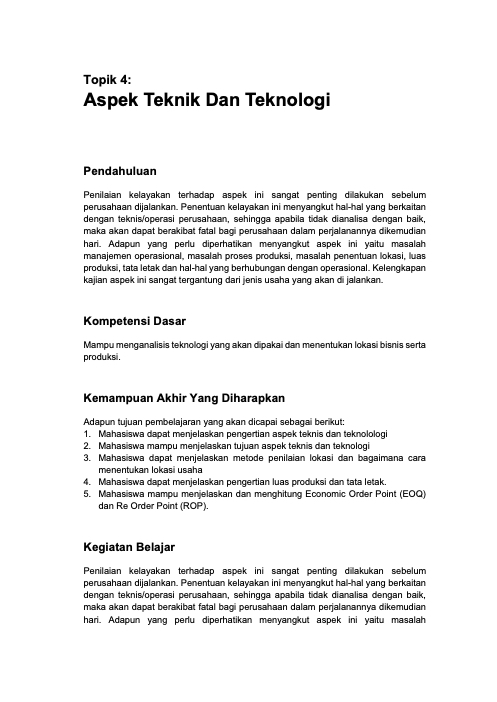 Topik 4:
Aspek Teknik Dan Teknologi
Pendahuluan
Penilaian kelayakan terhadap aspek ini sangat penting dilakukan sebelum
perusahaan dijalankan. Penentuan kelayakan ini menyangkut hal-hal yang berkaitan
dengan teknis/operasi perusahaan, sehingga apabila tidak dianalisa dengan baik,
maka akan dapat berakibat fatal bagi perusahaan dalam perjalanannya dikemudian
hari. Adapun yang perlu diperhatikan menyangkut aspek ini yaitu masalah
manajemen operasional, masalah proses produksi, masalah penentuan lokasi, luas
produksi, tata letak dan hal-hal yang berhubungan dengan operasional. Kelengkapan
kajian aspek ini sangat tergantung dari jenis usaha yang akan di jalankan.
Kompetensi Dasar
Mampu menganalisis teknologi yang akan dipakai dan menentukan lokasi bisnis serta
produksi.
Kemampuan Akhir Yang Diharapkan
Adapun tujuan pembelajaran yang akan dicapai sebagai berikut:
1. Mahasiswa dapat menjelaskan pengertian aspek teknis dan teknolologi
2. Mahasiswa mampu menjelaskan tujuan aspek teknis dan teknologi
3. Mahasiswa dapat menjelaskan metode penilaian lokasi dan bagaimana cara
menentukan lokasi usaha
4. Mahasiswa dapat menjelaskan pengertian luas produksi dan tata letak.
5. Mahasiswa mampu menjelaskan dan menghitung Economic Order Point (EOQ)
dan Re Order Point (ROP).
Kegiatan Belajar
Penilaian kelayakan terhadap aspek ini sangat penting dilakukan sebelum
perusahaan dijalankan. Penentuan kelayakan ini menyangkut hal-hal yang berkaitan
dengan teknis/operasi perusahaan, sehingga apabila tidak dianalisa dengan baik,
maka akan dapat berakibat fatal bagi perusahaan dalam perjalanannya dikemudian
hari. Adapun yang perlu diperhatikan menyangkut aspek ini yaitu masalah